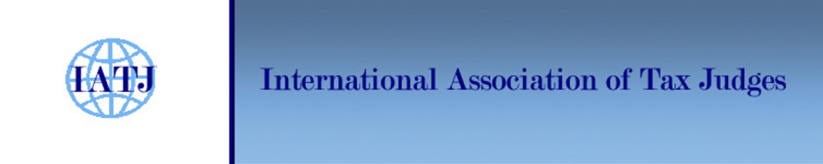 IATJ
International Association of Tax Judges